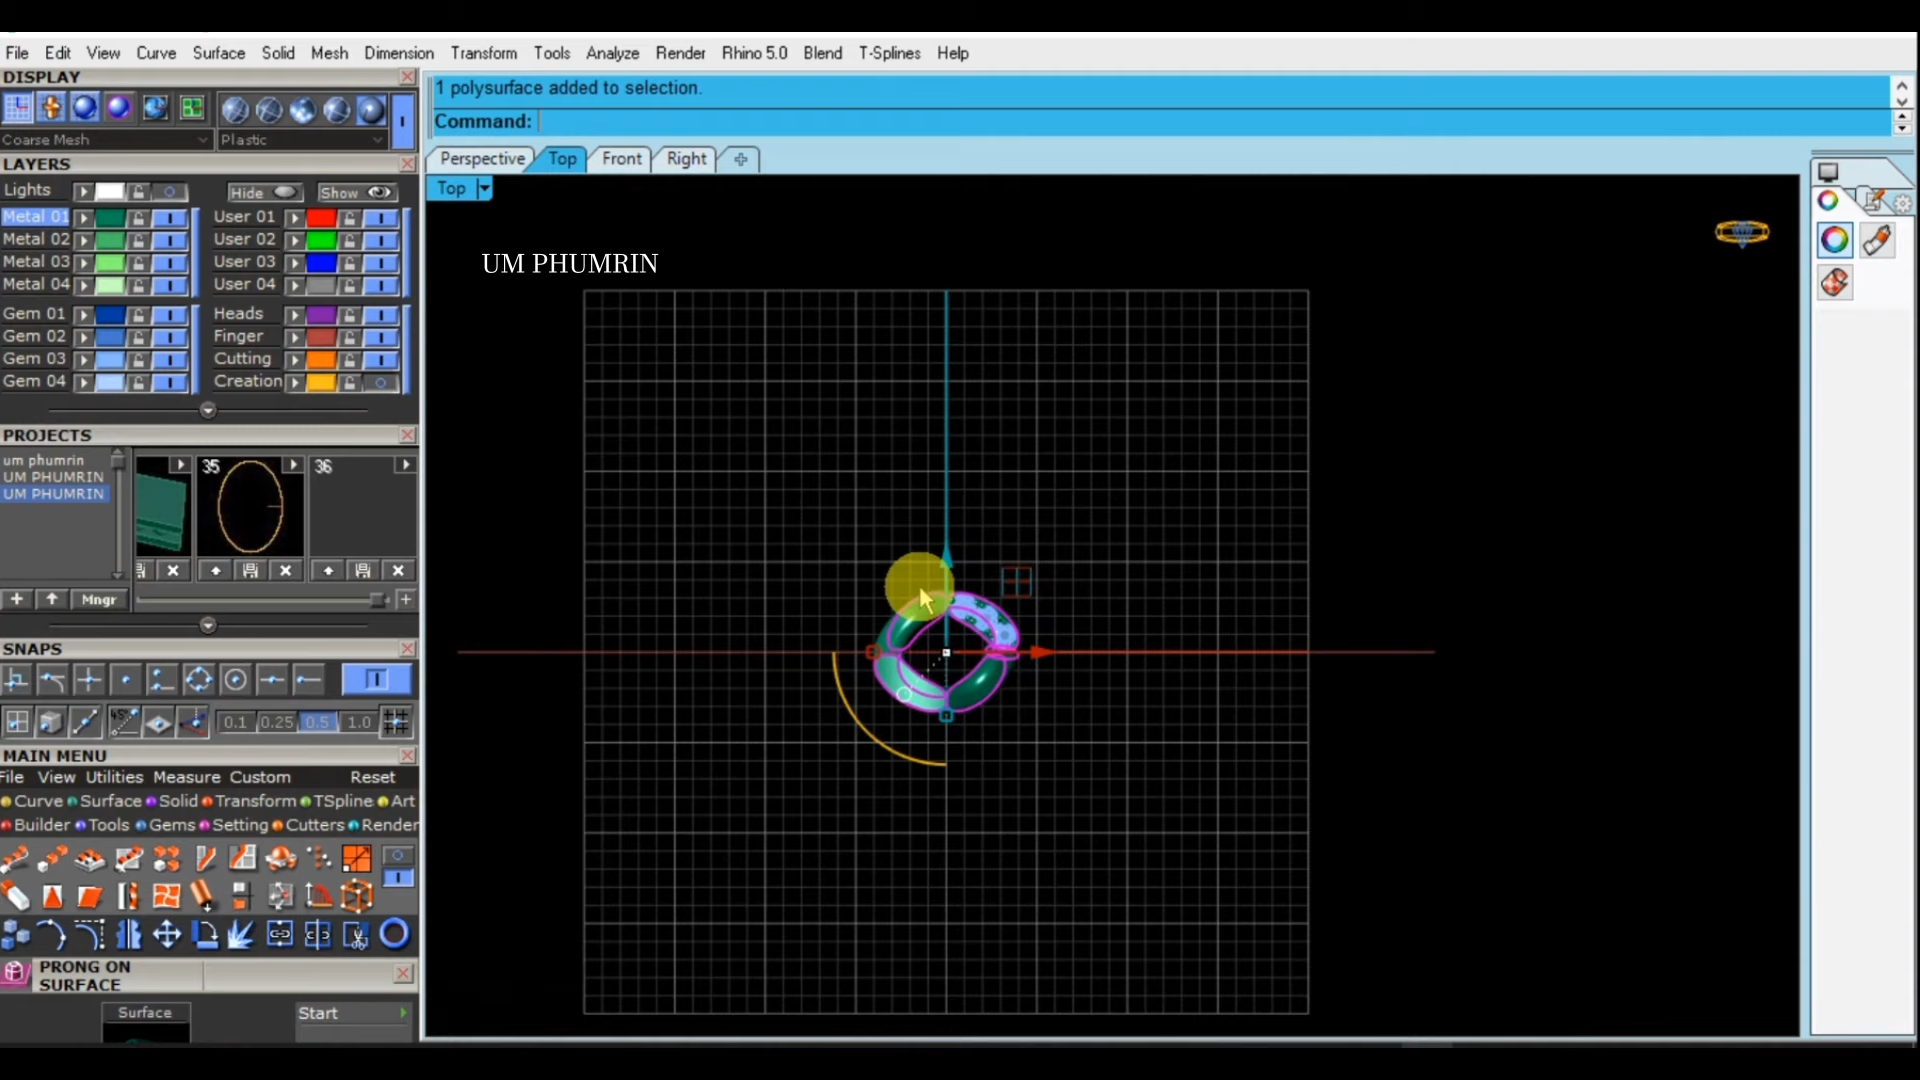 File Edit View Curve Surface Solid Mesh Dimension Transform Tools Analyze Render Rhino 5.0 Blend T-Splines Help
DISPLAY
1 polysurface added to selection.
Command:
Coarse Mesh Plastic
Perspective Top Front Right
Top
LAYERS
Lights Hide Show
Metal 01 User 01
Metal 02 User 02
Metal 03 User 03
Metal 04 User 04
Gem 01 Heads
Gem 02 Finger
Gem 03 Cutting
Gem 04 Creation
UM PHUMRIN
PROJECTS
um phumrin
UM PHUMRIN
UM PHUMRIN
35 36
Mngr
SNAPS
45°
0.1 0.25 0.5 1.0
MAIN MENU
File View Utilities Measure Custom Reset
Curve Surface Solid Transform TSpline Art
Builder Tools Gems Setting Cutters Render
PRONG ON
SURFACE
Surface Start